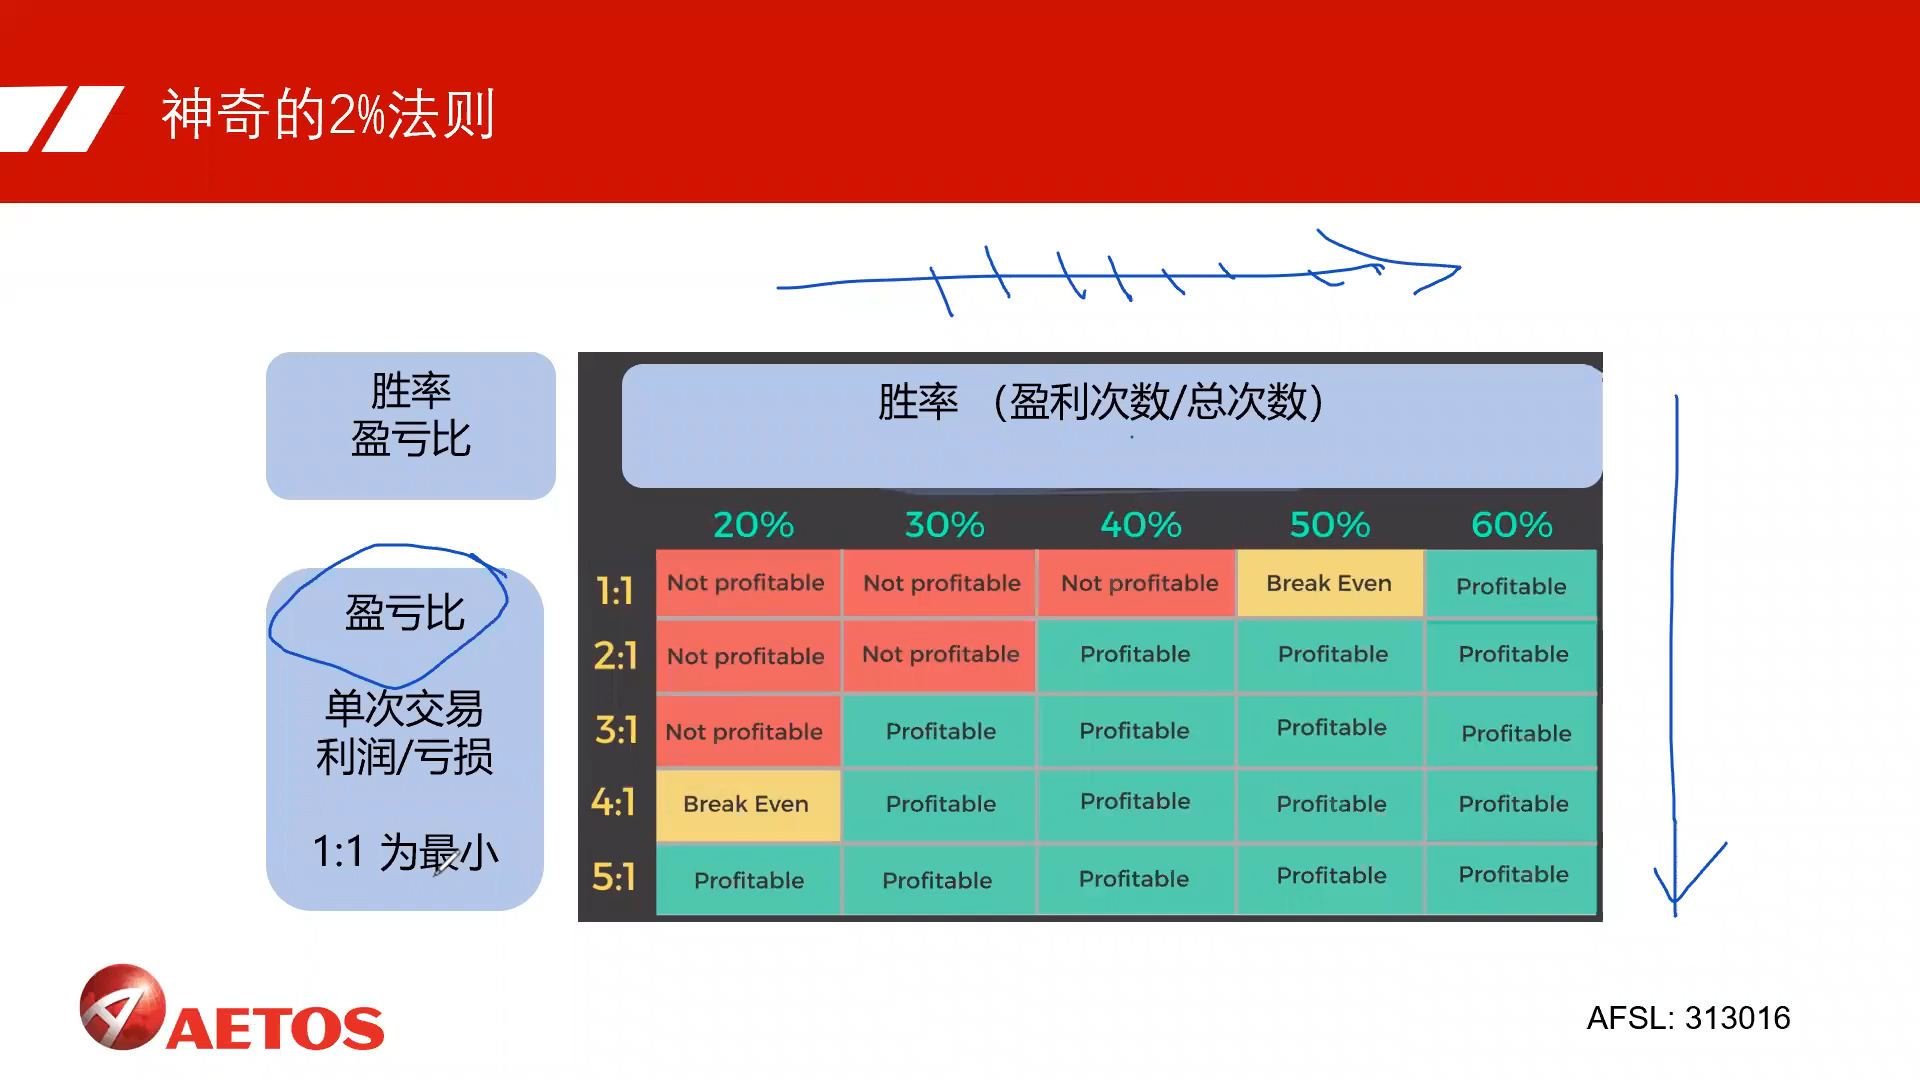 神奇的2%法则
胜率
盈亏比
胜率 （盈利次数/总次数）
20% 30% 40% 50% 60%
1:1 Not profitable Not profitable Not profitable Break Even Profitable
2:1 Not profitable Not profitable Profitable Profitable Profitable
3:1 Not profitable Profitable Profitable Profitable Profitable
4:1 Break Even Profitable Profitable Profitable Profitable
5:1 Profitable Profitable Profitable Profitable Profitable
盈亏比
单次交易
利润/亏损
1:1 为最小
AETOS
AFSL: 313016